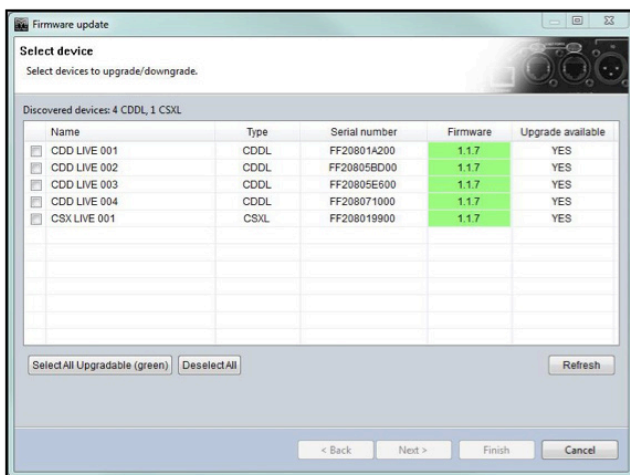 Firmware update
Select device
Select devices to upgrade/downgrade.
Discovered devices: 4 CDDL, 1 CSXL
Name Type Serial number Firmware Upgrade available
CDD LIVE 001 CDDL FF20801A200 1.1.7 YES
CDD LIVE 002 CDDL FF20805BD00 1.1.7 YES
CDD LIVE 003 CDDL FF20805E600 1.1.7 YES
CDD LIVE 004 CDDL FF208071000 1.1.7 YES
CSX LIVE 001 CSXL FF208019900 1.1.7 YES
Select All Upgradable (green) Deselect All Refresh
< Back Next > Finish Cancel